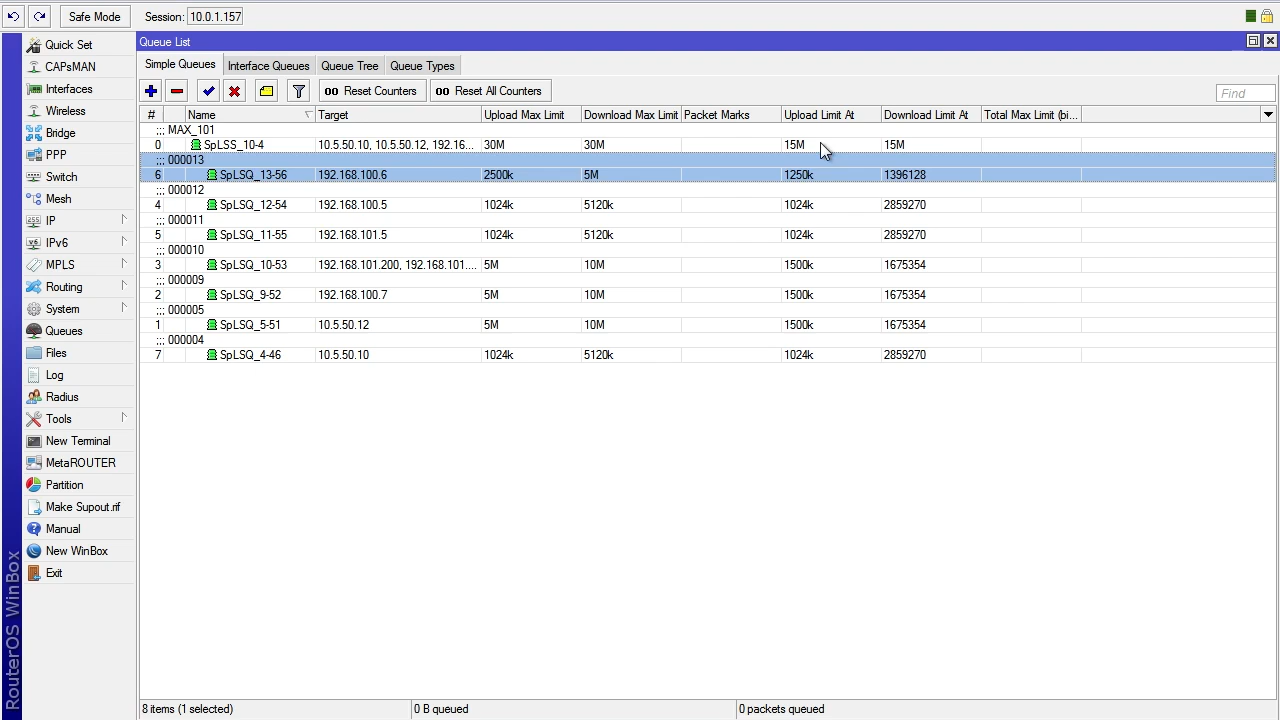 Safe Mode Session: 10.0.1.157
Quick Set
CAPsMAN
Interfaces
Wireless
Bridge
PPP
Switch
Mesh
IP
IPv6
MPLS
Routing
System
Queues
Files
Log
Radius
Tools
New Terminal
MetaROUTER
Partition
Make Supout.rif
Manual
New WinBox
Exit
RouterOS WinBox
Queue List
Simple Queues Interface Queues Queue Tree Queue Types
00 Reset Counters 00 Reset All Counters Find
# Name Target Upload Max Limit Download Max Limit Packet Marks Upload Limit At Download Limit At Total Max Limit (bi...
;;; MAX_101
0 SpLSS_10-4 10.5.50.10, 10.5.50.12, 192.16... 30M 30M 15M 15M
;;; 000013
6 SpLSQ_13-56 192.168.100.6 2500k 5M 1250k 1396128
;;; 000012
4 SpLSQ_12-54 192.168.100.5 1024k 5120k 1024k 2859270
;;; 000011
5 SpLSQ_11-55 192.168.101.5 1024k 5120k 1024k 2859270
;;; 000010
3 SpLSQ_10-53 192.168.101.200, 192.168.101.... 5M 10M 1500k 1675354
;;; 000009
2 SpLSQ_9-52 192.168.100.7 5M 10M 1500k 1675354
;;; 000005
1 SpLSQ_5-51 10.5.50.12 5M 10M 1500k 1675354
;;; 000004
7 SpLSQ_4-46 10.5.50.10 1024k 5120k 1024k 2859270
8 items (1 selected) 0 B queued 0 packets queued